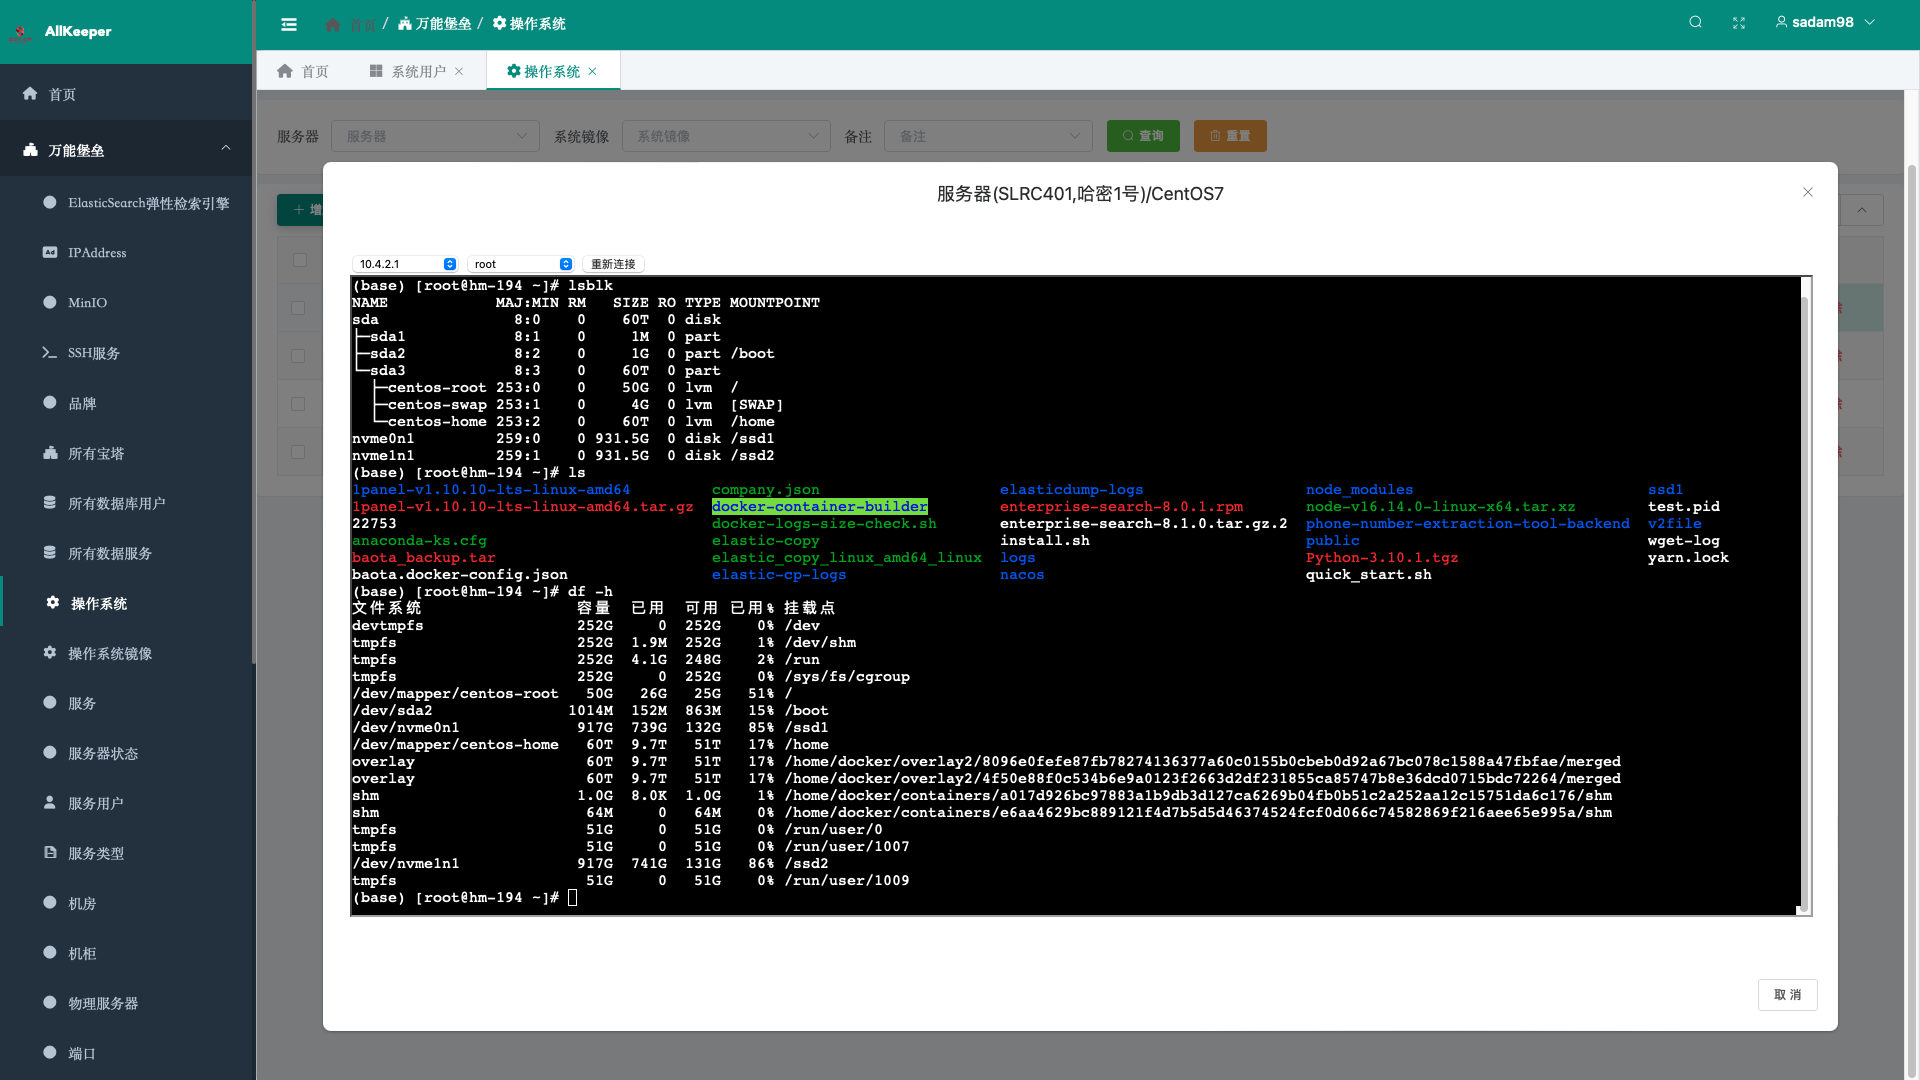 AllKeeper
首页 / 万能堡垒 / 操作系统
sadam98
首页
系统用户
操作系统
首页
万能堡垒
ElasticSearch弹性检索引擎
IPAddress
MinIO
SSH服务
品牌
所有宝塔
所有数据库用户
所有数据服务
操作系统
操作系统镜像
服务
服务器状态
服务用户
服务类型
机房
机柜
物理服务器
端口
服务器 服务器 系统镜像 系统镜像 备注 备注 查询 重置
服务器(SLRC401,哈密1号)/CentOS7
10.4.2.1 root 重新连接
(base) [root@hm-194 ~]# lsblk
NAME            MAJ:MIN RM   SIZE RO TYPE MOUNTPOINT
sda               8:0    0    60T  0 disk
├─sda1            8:1    0     1M  0 part
├─sda2            8:2    0     1G  0 part /boot
└─sda3            8:3    0    60T  0 part
  ├─centos-root 253:0    0    50G  0 lvm  /
  ├─centos-swap 253:1    0     4G  0 lvm  [SWAP]
  └─centos-home 253:2    0    60T  0 lvm  /home
nvme0n1         259:0    0 931.5G  0 disk /ssd1
nvme1n1         259:1    0 931.5G  0 disk /ssd2
(base) [root@hm-194 ~]# ls
1panel-v1.10.10-lts-linux-amd64 company.json elasticdump-logs node_modules ssd1
1panel-v1.10.10-lts-linux-amd64.tar.gz docker-container-builder enterprise-search-8.0.1.rpm node-v16.14.0-linux-x64.tar.xz test.pid
22753 docker-logs-size-check.sh enterprise-search-8.1.0.tar.gz.2 phone-number-extraction-tool-backend v2file
anaconda-ks.cfg elastic-copy install.sh public wget-log
baota_backup.tar elastic_copy_linux_amd64_linux logs Python-3.10.1.tgz yarn.lock
baota.docker-config.json elastic-cp-logs nacos quick_start.sh
(base) [root@hm-194 ~]# df -h
文件系统 容量 已用 可用 已用% 挂载点
devtmpfs 252G 0 252G 0% /dev
tmpfs 252G 1.9M 252G 1% /dev/shm
tmpfs 252G 4.1G 248G 2% /run
tmpfs 252G 0 252G 0% /sys/fs/cgroup
/dev/mapper/centos-root 50G 26G 25G 51% /
/dev/sda2 1014M 152M 863M 15% /boot
/dev/nvme0n1 917G 739G 132G 85% /ssd1
/dev/mapper/centos-home 60T 9.7T 51T 17% /home
overlay 60T 9.7T 51T 17% /home/docker/overlay2/8096e0fefe87fb78274136377a60c0155b0cbeb0d92a67bc078c1588a47fbfae/merged
overlay 60T 9.7T 51T 17% /home/docker/overlay2/4f50e88f0c534b6e9a0123f2663d2df231855ca85747b8e36dcd0715bdc72264/merged
shm 1.0G 8.0K 1.0G 1% /home/docker/containers/a017d926bc97883a1b9db3d127ca6269b04fb0b51c2a252aa12c15751da6c176/shm
shm 64M 0 64M 0% /home/docker/containers/e6aa4629bc889121f4d7b5d5d46374524fcf0d066c74582869f216aee65e995a/shm
tmpfs 51G 0 51G 0% /run/user/0
tmpfs 51G 0 51G 0% /run/user/1007
/dev/nvme1n1 917G 741G 131G 86% /ssd2
tmpfs 51G 0 51G 0% /run/user/1009
(base) [root@hm-194 ~]#
取 消